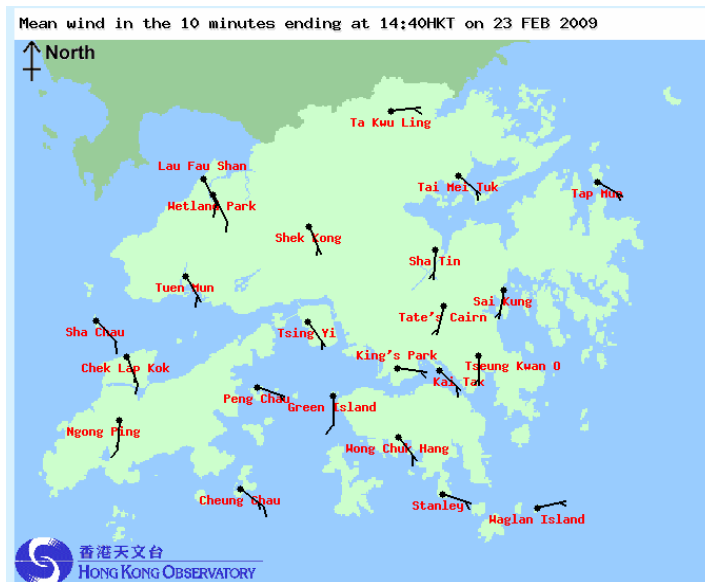 Mean wind in the 10 minutes ending at 14:40HKT on 23 FEB 2009
North
Ta Kwu Ling
Lau Fau Shan
Tai Mei Tuk
Tap Mun
Wetland Park
Shek Kong
Sha Tin
Tuen Mun
Sai Kung
Tate's Cairn
Sha Chau
Tsing Yi
King's Park
Tseung Kwan O
Chek Lap Kok
Kai Tak
Peng Chau
Green Island
Ngong Ping
Wong Chuk Hang
Cheung Chau
Stanley
Waglan Island
香港天文台
HONG KONG OBSERVATORY